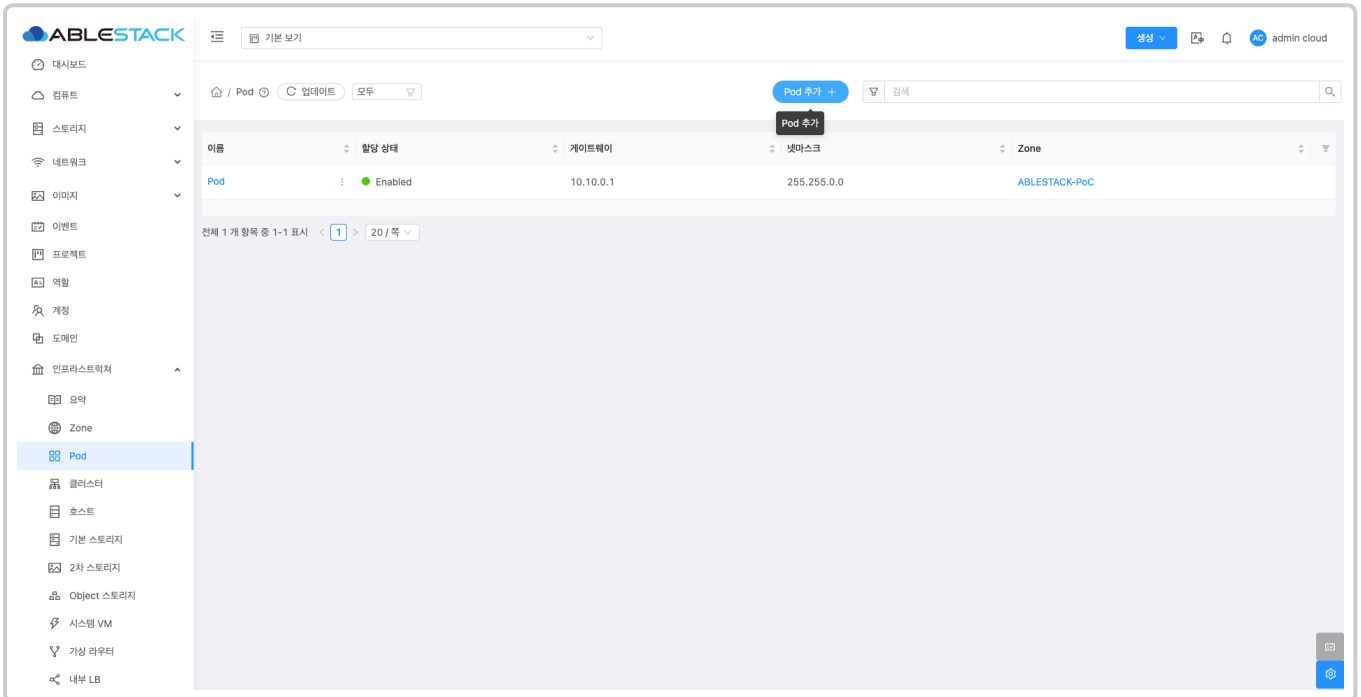 ABLESTACK
기본 보기
생성
AC admin cloud
대시보드
컴퓨트
스토리지
네트워크
이미지
이벤트
프로젝트
역할
계정
도메인
인프라스트럭쳐
요약
Zone
Pod
클러스터
호스트
기본 스토리지
2차 스토리지
Object 스토리지
시스템 VM
가상 라우터
내부 LB
/ Pod 업데이트 모두
Pod 추가 +
검색
Pod 추가
이름 할당 상태 게이트웨이 넷마스크 Zone
Pod Enabled 10.10.0.1 255.255.0.0 ABLESTACK-PoC
전체 1 개 항목 중 1-1 표시 < 1 > 20 / 쪽